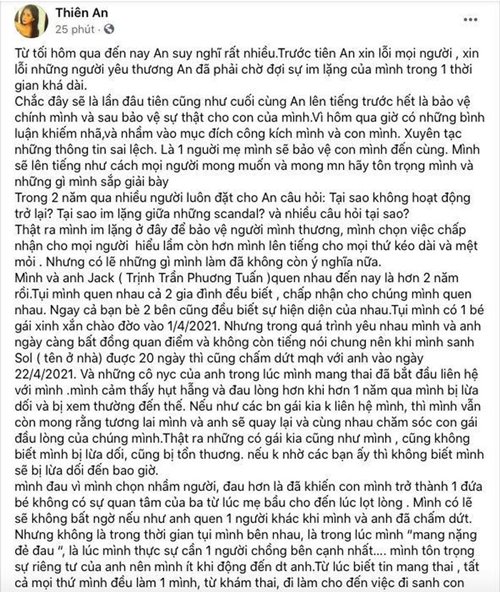 Thiên An
25 phút ·
Từ tối hôm qua đến nay An suy nghĩ rất nhiều.Trước tiên An xin lỗi mọi người , xin
lỗi những người yêu thương An đã phải chờ đợi sự im lặng của mình trong 1 thời
gian khá dài.
Chắc đây sẽ là lần đâu tiên cũng như cuối cùng An lên tiếng trước hết là bảo vệ
chính mình và sau bảo vệ sự thật cho con của mình.Vì hôm qua giờ có những bình
luận khiếm nhã,và nhắm vào mục đích công kích mình và con mình. Xuyên tạc
những thông tin sai lệch. Là 1 nguời mẹ mình sẽ bảo vệ con mình đến cùng. Mình
sẽ lên tiếng như cách mọi người mong muốn và mong mn hãy tôn trọng mình và
những gì mình sắp giải bày
Trong 2 năm qua nhiều người luôn đặt cho An câu hỏi: Tại sao không hoạt động
trở lại? Tại sao im lặng giữa những scandal? và nhiều câu hỏi tại sao?
Thật ra mình im lặng ở đây để bảo vệ người mình thương, mình chọn việc chấp
nhận cho mọi người hiểu lầm còn hơn mình lên tiếng cho mọi thứ kéo dài và mệt
mỏi . Nhưng có lẽ những gì mình làm đã không còn ý nghĩa nữa.
Mình và anh Jack ( Trịnh Trần Phương Tuấn )quen nhau đến nay là hơn 2 năm
rồi.Tụi mình quen nhau cả 2 gia đình đều biết , chấp nhận cho chúng mình quen
nhau. Ngay cả bạn bè 2 bên cũng đều biết sự hiện diện của nhau.Tụi mình có 1 bé
gái xinh xắn chào đời vào 1/4/2021. Nhưng trong quá trình yêu nhau mình và anh
ngày càng bất đồng quan điểm và không còn tiếng nói chung nên khi mình sanh
Sol ( tên ở nhà) được 20 ngày thì cũng chấm dứt mqh với anh vào ngày
22/4/2021. Và những cô nyc của anh trong lúc mình mang thai đã bắt đầu liên hệ
với mình .mình cảm thấy hụt hẫng và đau lòng hơn khi hơn 1 năm qua mình bị lừa
dối và bị xem thường đến thế. Nếu như các bn gái kia k liên hệ mình, thì mình vẫn
còn mong rằng tương lai mình và anh sẽ quay lại và cùng nhau chăm sóc con gái
đầu lòng của chúng mình.Thật ra những có gái kia cũng như mình , cũng không
biết mình bị lừa dối, cũng bị tổn thương. nếu k nhờ các bạn ấy thì không biết mình
sẽ bị lừa dối đến bao giờ.
mình đau vì mình chọn nhầm người, đau hơn là đã khiến con mình trở thành 1 đứa
bé không có sự quan tâm của ba từ lúc mẹ bầu cho đến lúc lọt lòng . Mình có lẽ
sẽ không bất ngờ nếu như anh quen 1 người khác khi mình và anh đã chấm dứt.
Nhưng không là trong thời gian tụi mình bên nhau, là trong lúc mình "mang nặng
đẻ đau ", là lúc mình thực sự cần 1 người chồng bên cạnh nhất.... mình tôn trọng
sự riêng tư của anh nên mình ít khi động đến dt anh.Từ lúc biết tin mang thai , tất
cả mọi thứ mình đều làm 1 mình, từ khám thai, đi làm cho đến việc đi sanh con